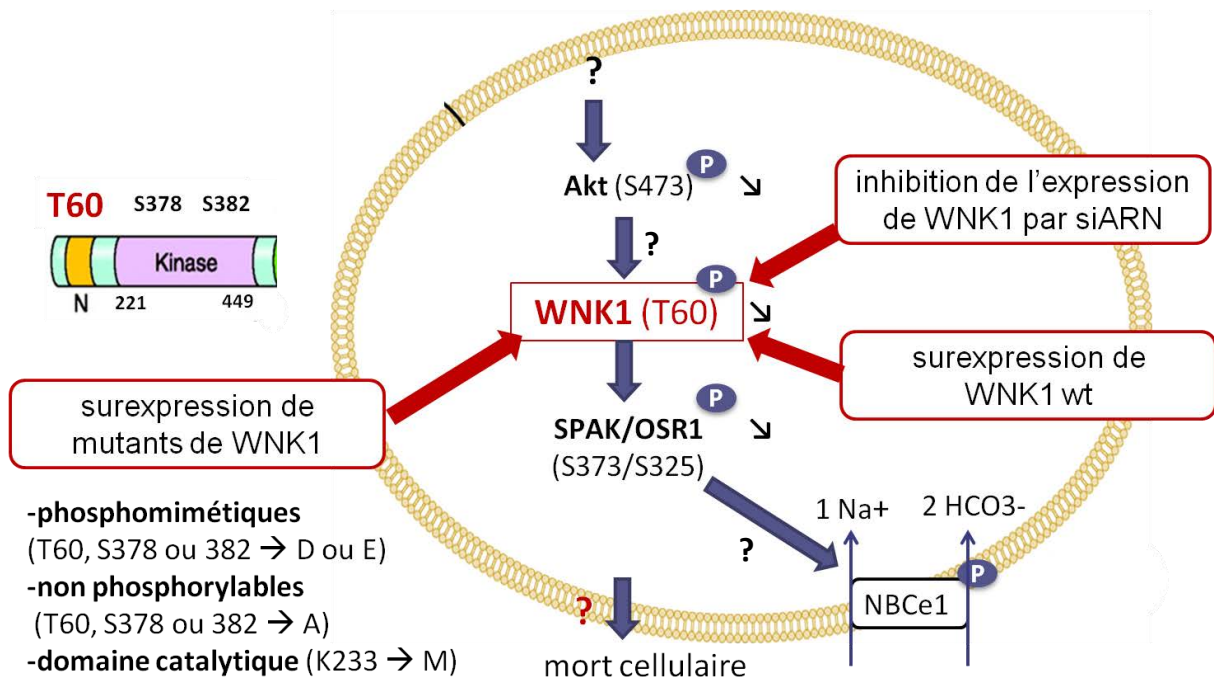 ?
Akt (S473) P ↘
?
P
WNK1 (T60) ↘
P
SPAK/OSR1 ↘
(S373/S325)
?
1 Na+ 2 HCO3-
P
NBCe1
?
mort cellulaire
inhibition de l’expression
de WNK1 par siARN
surexpression de
WNK1 wt
T60 S378 S382
Kinase
N 221 449
surexpression de
mutants de WNK1
-phosphomimétiques
(T60, S378 ou 382 → D ou E)
-non phosphorylables
(T60, S378 ou 382 → A)
-domaine catalytique (K233 → M)